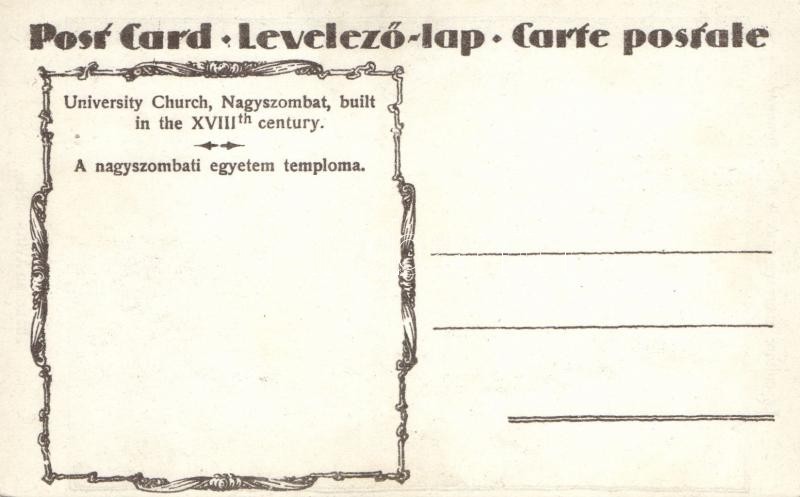 Post Card · Levelező-lap · Carte postale
University Church, Nagyszombat, built
in the XVIIIth century.
A nagyszombati egyetem temploma.